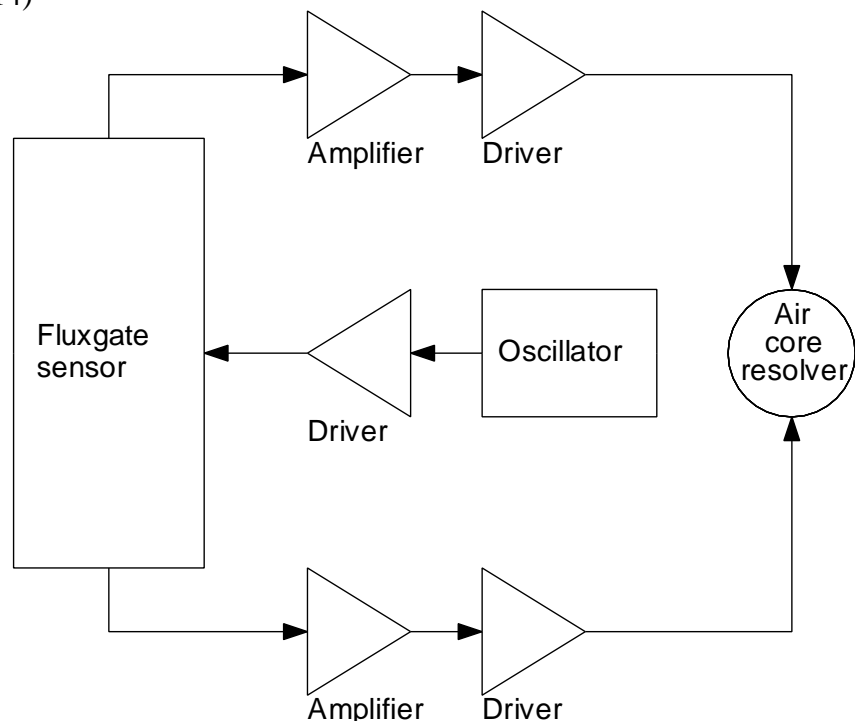 Amplifier
Driver
Fluxgate
sensor
Oscillator
Air
core
resolver
Driver
Amplifier
Driver